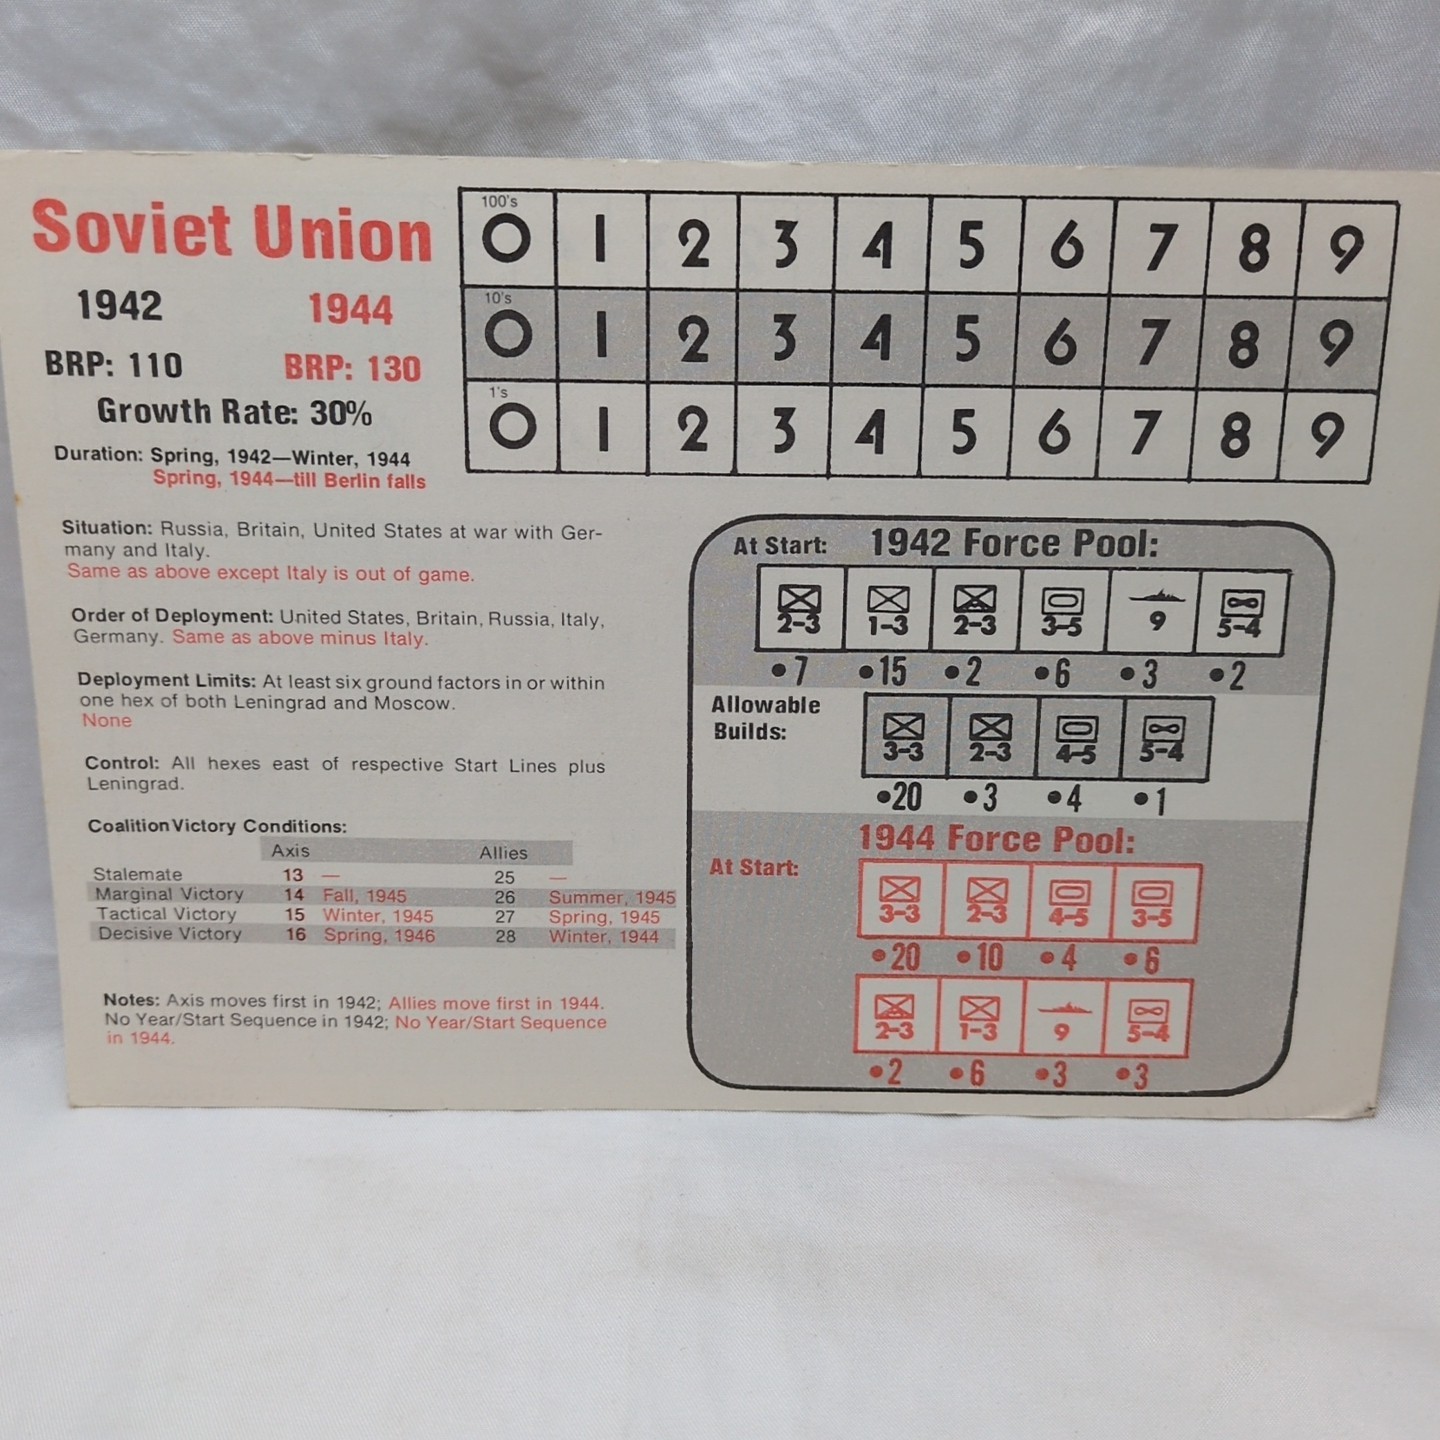 Soviet Union
1942 1944
BRP: 110 BRP: 130
Growth Rate: 30%
Duration: Spring, 1942—Winter, 1944
Spring, 1944—till Berlin falls
100's
0 1 2 3 4 5 6 7 8 9
10's
0 1 2 3 4 5 6 7 8 9
1's
0 1 2 3 4 5 6 7 8 9
Situation: Russia, Britain, United States at war with Ger-
many and Italy.
Same as above except Italy is out of game.
Order of Deployment: United States, Britain, Russia, Italy,
Germany. Same as above minus Italy.
Deployment Limits: At least six ground factors in or within
one hex of both Leningrad and Moscow.
None
Control: All hexes east of respective Start Lines plus
Leningrad.
Coalition Victory Conditions:
Axis Allies
Stalemate 13 — 25 —
Marginal Victory 14 Fall, 1945 26 Summer, 1945
Tactical Victory 15 Winter, 1945 27 Spring, 1945
Decisive Victory 16 Spring, 1946 28 Winter, 1944
Notes: Axis moves first in 1942; Allies move first in 1944.
No Year/Start Sequence in 1942; No Year/Start Sequence
in 1944.
At Start: 1942 Force Pool:
2-3 1-3 2-3 3-5 9 5-4
•7 •15 •2 •6 •3 •2
Allowable
Builds:
3-3 2-3 4-5 5-4
•20 •3 •4 •1
1944 Force Pool:
At Start:
3-3 2-3 4-5 3-5
•20 •10 •4 •6
2-3 1-3 9 5-4
•2 •6 •3 •3